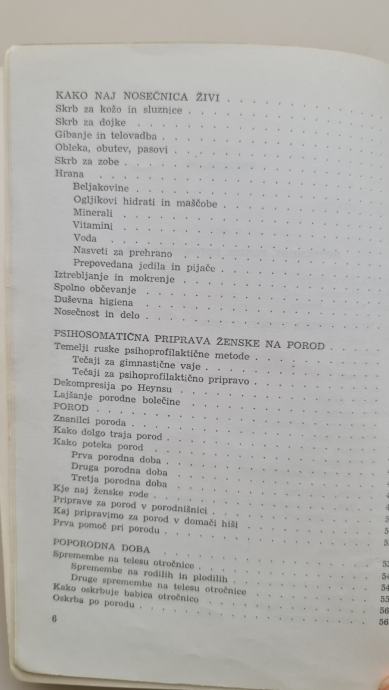 KAKO NAJ NOSEČNICA ŽIVI . . . . . . . . . .
Skrb za kožo in sluznice . . . . . . . . . .
Skrb za dojke . . . . . . . . . .
Gibanje in telovadba . . . . . . . . . .
Obleka, obutev, pasovi . . . . . . . . . .
Skrb za zobe . . . . . . . . . .
Hrana . . . . . . . . . .
Beljakovine . . . . . . . . . .
Ogljikovi hidrati in maščobe . . . . . . . . . .
Minerali . . . . . . . . . .
Vitamini . . . . . . . . . .
Voda . . . . . . . . . .
Nasveti za prehrano . . . . . . . . . .
Prepovedana jedila in pijače . . . . . . . . . .
Iztrebljanje in mokrenje . . . . . . . . . .
Spolno občevanje . . . . . . . . . .
Duševna higiena . . . . . . . . . .
Nosečnost in delo . . . . . . . . . .
PSIHOSOMATIČNA PRIPRAVA ŽENSKE NA POROD . . . .
Temelji ruske psihoprofilaktične metode . . . . . . . .
Tečaji za gimnastične vaje . . . . . . . . . .
Tečaji za psihoprofilaktično pripravo . . . . . . . .
Dekompresija po Heynsu . . . . . . . . . .
Lajšanje porodne bolečine . . . . . . . . . .
POROD . . . . . . . . . .
Znanilci poroda . . . . . . . . . .
Kako dolgo traja porod . . . . . . . . . .
Kako poteka porod . . . . . . . . . .
Prva porodna doba . . . . . . . . . .
Druga porodna doba . . . . . . . . . .
Tretja porodna doba . . . . . . . . . .
Kje naj ženske rode . . . . . . . . . .
Priprave za porod v porodnišnici . . . . . . . . . .
Kaj pripravimo za porod v domači hiši . . . . . . . .
Prva pomoč pri porodu . . . . . . . . . .
POPORODNA DOBA
Spremembe na telesu otročnice . . . . . . . . . .
Spremembe na rodilih in plodilih . . . . . . . . . . 54
Druge spremembe na telesu otročnice . . . . . . . . 54
Kako oskrbuje babica otročnico . . . . . . . . . . 55
Oskrba po porodu . . . . . . . . . . 56
56
6